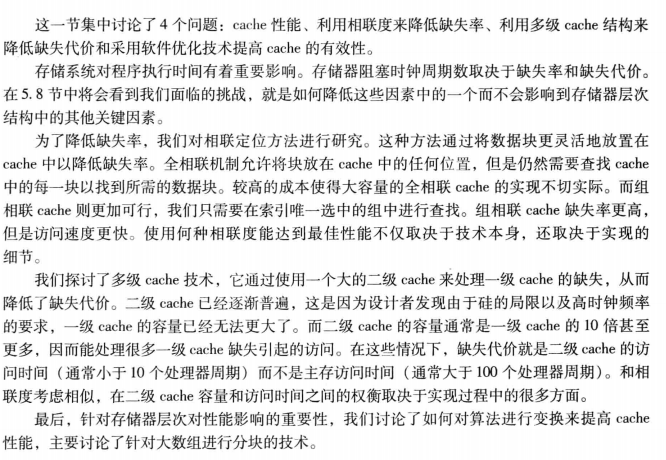 这一节集中讨论了 4 个问题：cache 性能、利用相联度来降低缺失率、利用多级 cache 结构来
降低缺失代价和采用软件优化技术提高 cache 的有效性。
存储系统对程序执行时间有着重要影响。存储器阻塞时钟周期数取决于缺失率和缺失代价。
在 5.8 节中将会看到我们面临的挑战，就是如何降低这些因素中的一个而不会影响到存储器层次
结构中的其他关键因素。
为了降低缺失率，我们对相联定位方法进行研究。这种方法通过将数据块更灵活地放置在
cache 中以降低缺失率。全相联机制允许将块放在 cache 中的任何位置，但是仍然需要查找 cache
中的每一块以找到所需的数据块。较高的成本使得大容量的全相联 cache 的实现不切实际。而组
相联 cache 则更加可行，我们只需要在索引唯一选中的组中进行查找。组相联 cache 缺失率更高，
但是访问速度更快。使用何种相联度能达到最佳性能不仅取决于技术本身，还取决于实现的
细节。
我们探讨了多级 cache 技术，它通过使用一个大的二级 cache 来处理一级 cache 的缺失，从而
降低了缺失代价。二级 cache 已经逐渐普遍，这是因为设计者发现由于硅的局限以及高时钟频率
的要求，一级 cache 的容量已经无法更大了。而二级 cache 的容量通常是一级 cache 的 10 倍甚至
更多，因而能处理很多一级 cache 缺失引起的访问。在这些情况下，缺失代价就是二级 cache 的访
问时间（通常小于 10 个处理器周期）而不是主存访问时间（通常大于 100 个处理器周期）。和相
联度考虑相似，在二级 cache 容量和访问时间之间的权衡取决于实现过程中的很多方面。
最后，针对存储器层次对性能影响的重要性，我们讨论了如何对算法进行变换来提高 cache
性能，主要讨论了针对大数组进行分块的技术。